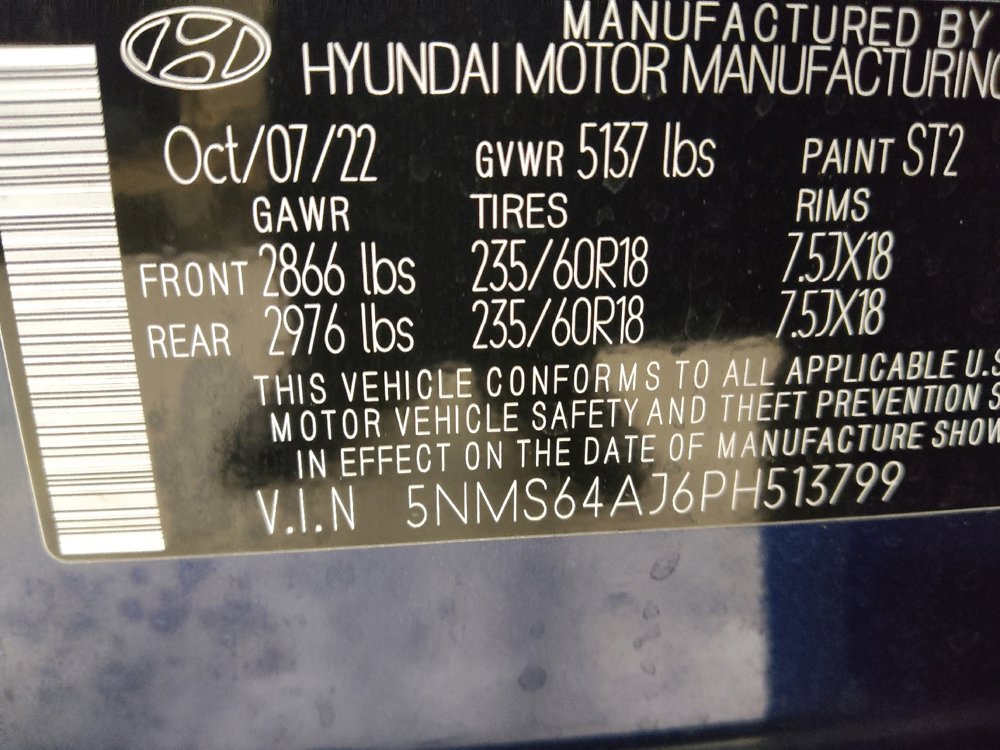 MANUFACTURED BY
HYUNDAI MOTOR MANUFACTURING
Oct/07/22 GVWR 5137 lbs PAINT ST2
GAWR TIRES RIMS
FRONT 2866 lbs 235/60R18 7.5JX18
REAR 2976 lbs 235/60R18 7.5JX18
THIS VEHICLE CONFORMS TO ALL APPLICABLE U.S
MOTOR VEHICLE SAFETY AND THEFT PREVENTION S
IN EFFECT ON THE DATE OF MANUFACTURE SHOW
V.I.N 5NMS64AJ6PH513799